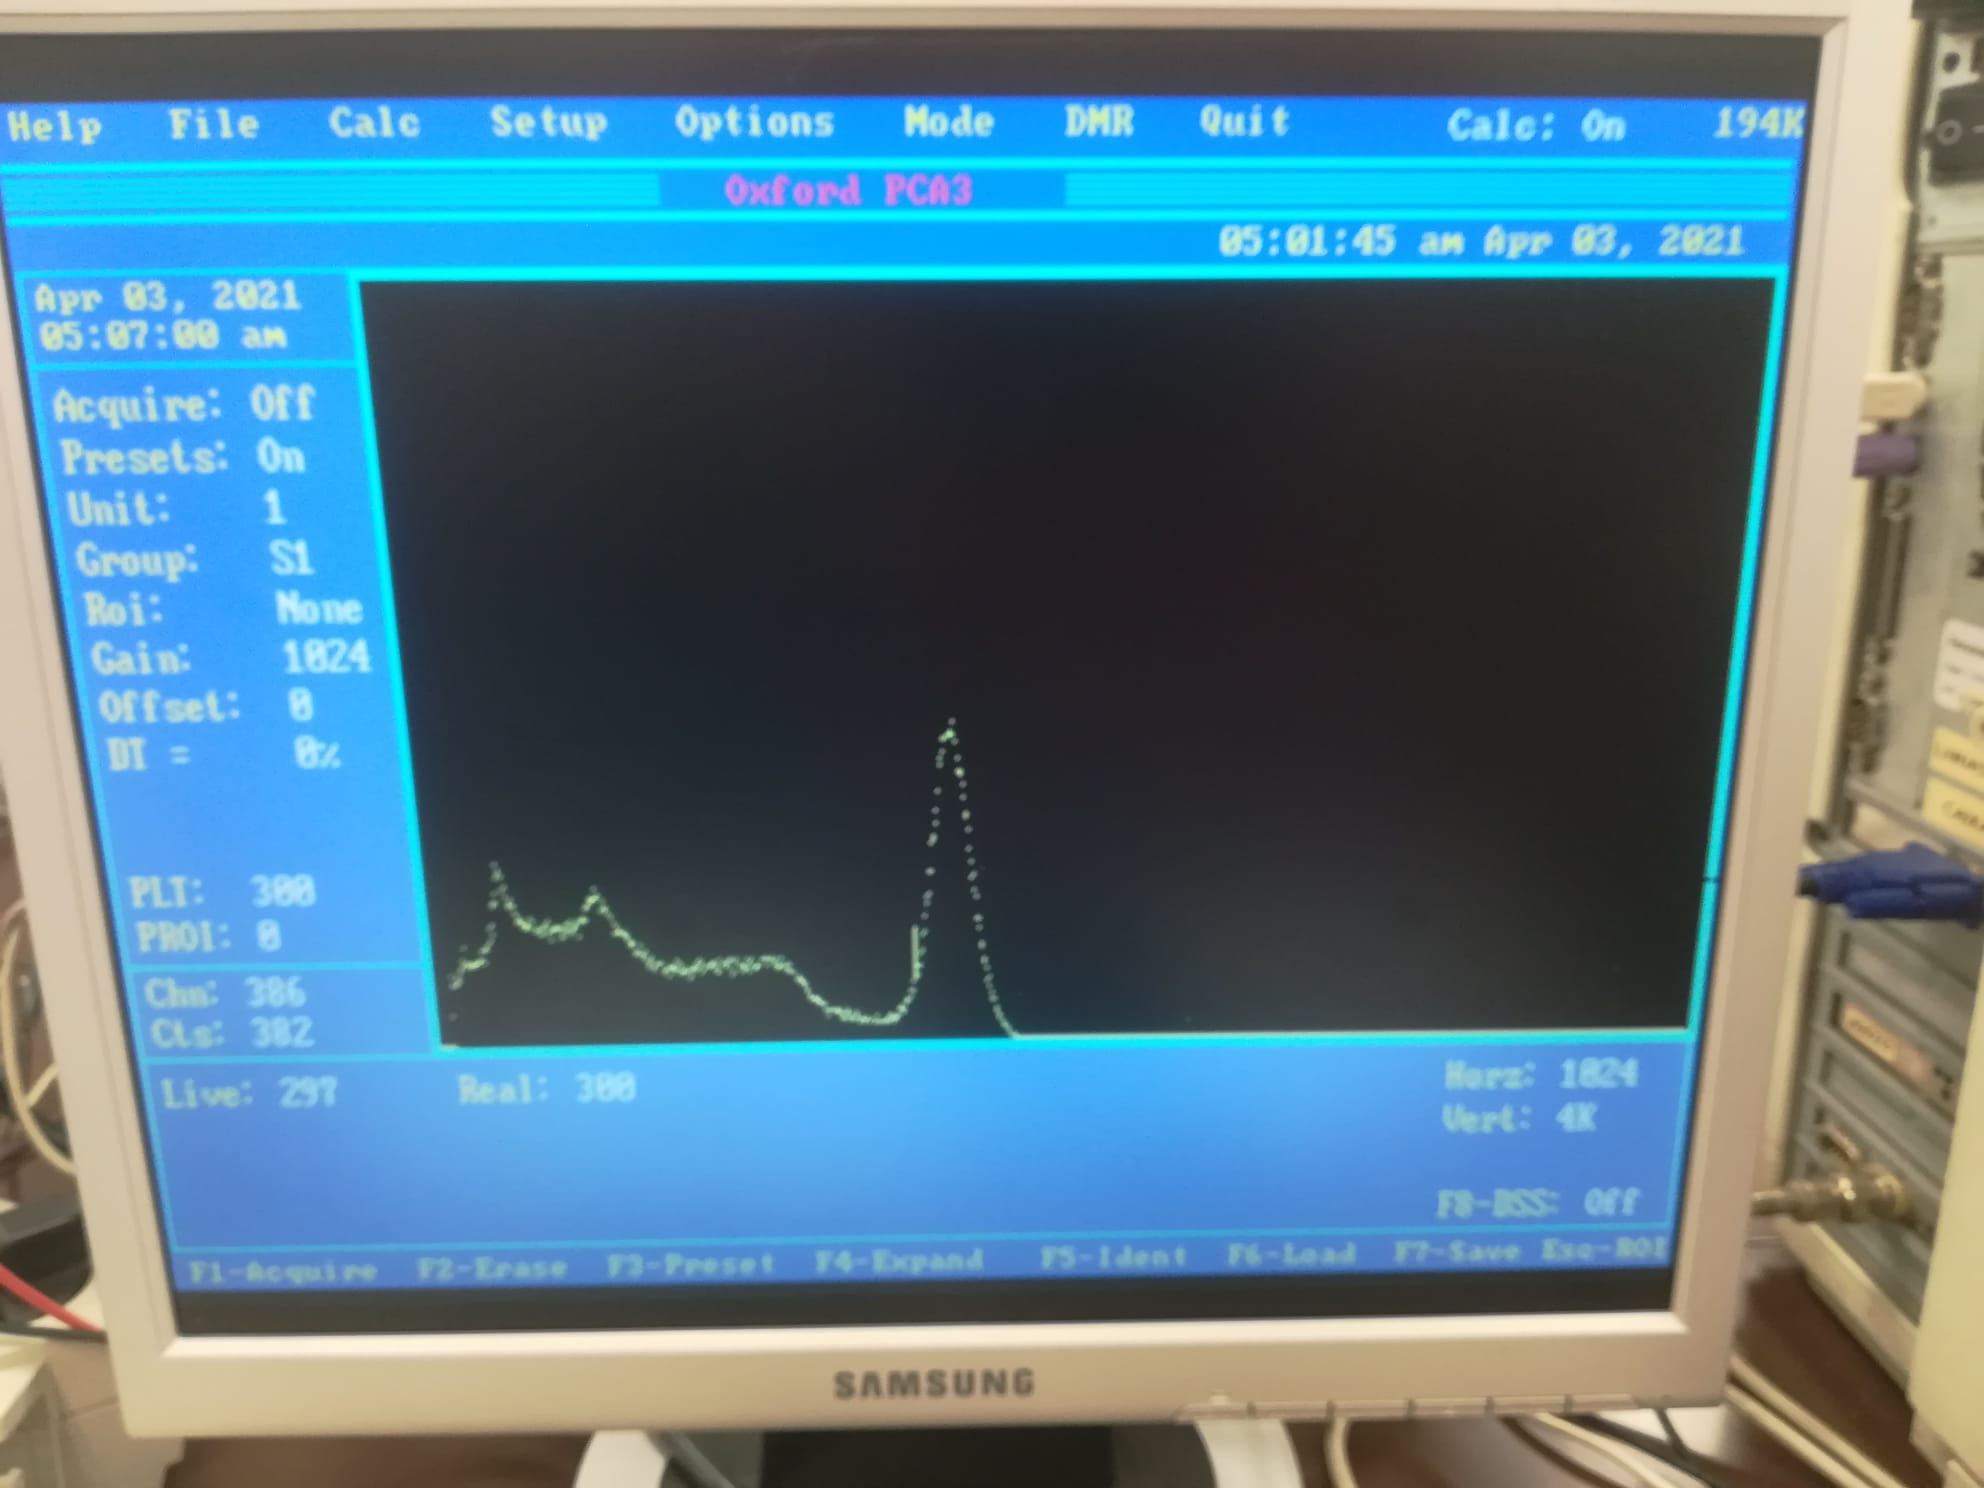 Help File Calc Setup Options Mode DMR Quit Calc: On 194K
Oxford PCA3
05:01:45 am Apr 03, 2021
Apr 03, 2021
05:07:00 am
Acquire: Off
Presets: On
Unit: 1
Group: S1
Roi: None
Gain: 1024
Offset: 0
DT = 0%
PLT: 300
PROI: 0
Chn: 386
Cts: 382
Live: 297 Real: 300
Horz: 1024
Vert: 4K
F8-BSS: Off
F1-Acquire F2-Erase F3-Preset F4-Expand F5-Ident F6-Load F7-Save Esc-ROI
SAMSUNG